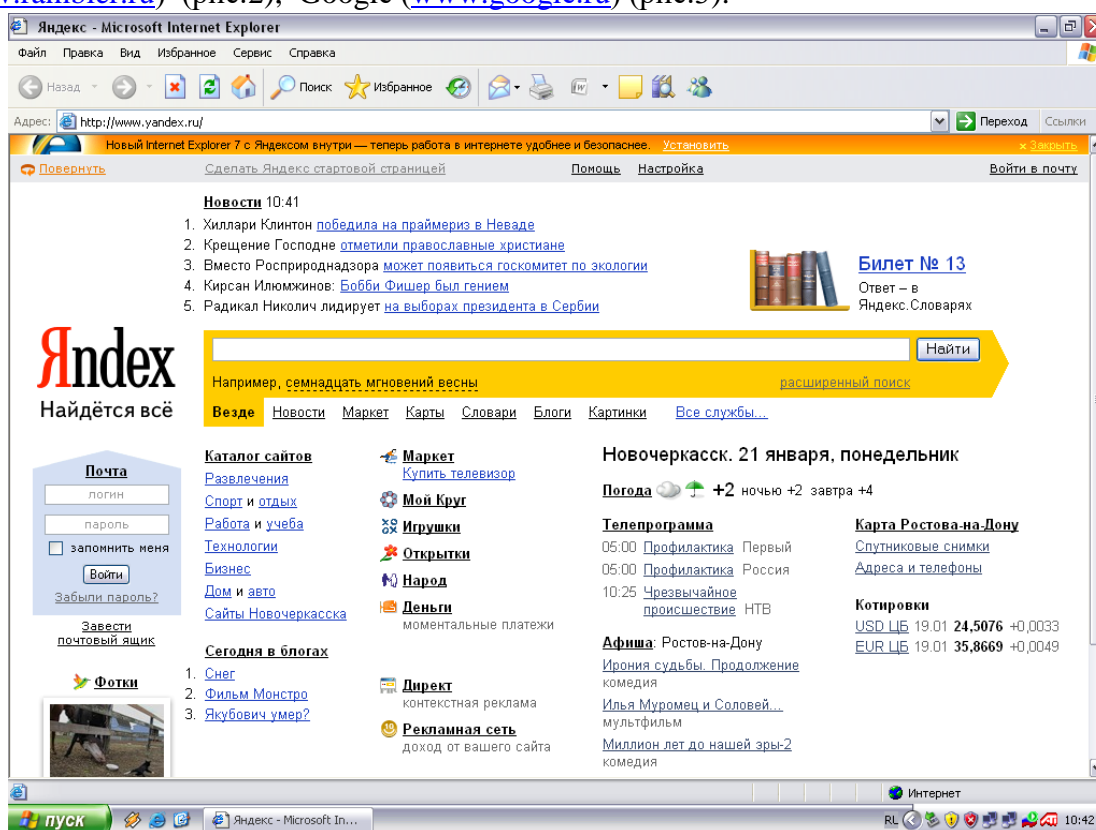 v.rambler.ru) (рис.2), Google (www.google.ru) (рис.3).
Яндекс - Microsoft Internet Explorer
Файл Правка Вид Избранное Сервис Справка
Назад Поиск Избранное
Адрес: http://www.yandex.ru/ Переход Ссылки
Новый Internet Explorer 7 с Яндексом внутри — теперь работа в интернете удобнее и безопаснее. Установить × Закрыть
Повернуть Сделать Яндекс стартовой страницей Помощь Настройка Войти в почту
Новости 10:41
1. Хиллари Клинтон победила на праймериз в Неваде
2. Крещение Господне отметили православные христиане
3. Вместо Росприроднадзора может появиться госкомитет по экологии
4. Кирсан Илюмжинов: Бобби Фишер был гением
5. Радикал Николич лидирует на выборах президента в Сербии
Билет № 13
Ответ – в
Яндекс.Словарях
Яndex
Найдётся всё
Найти
Например, семнадцать мгновений весны расширенный поиск
Везде Новости Маркет Карты Словари Блоги Картинки Все службы...
Почта
логин
пароль
запомнить меня
Войти
Забыли пароль?
Завести
почтовый ящик
Фотки
Каталог сайтов
Развлечения
Спорт и отдых
Работа и учеба
Технологии
Бизнес
Дом и авто
Сайты Новочеркасска
Сегодня в блогах
1. Снег
2. Фильм Монстро
3. Якубович умер?
Маркет
Купить телевизор
Мой Круг
Игрушки
Открытки
Народ
Деньги
моментальные платежи
Директ
контекстная реклама
Рекламная сеть
доход от вашего сайта
Новочеркасск. 21 января, понедельник
Погода +2 ночью +2 завтра +4
Телепрограмма
05:00 Профилактика Первый
05:00 Профилактика Россия
10:25 Чрезвычайное
происшествие НТВ
Афиша: Ростов-на-Дону
Ирония судьбы. Продолжение
комедия
Илья Муромец и Соловей...
мультфильм
Миллион лет до нашей эры-2
комедия
Карта Ростова-на-Дону
Спутниковые снимки
Адреса и телефоны
Котировки
USD ЦБ 19.01 24,5076 +0,0033
EUR ЦБ 19.01 35,8669 +0,0049
Интернет
пуск Яндекс - Microsoft In... RL 10:42